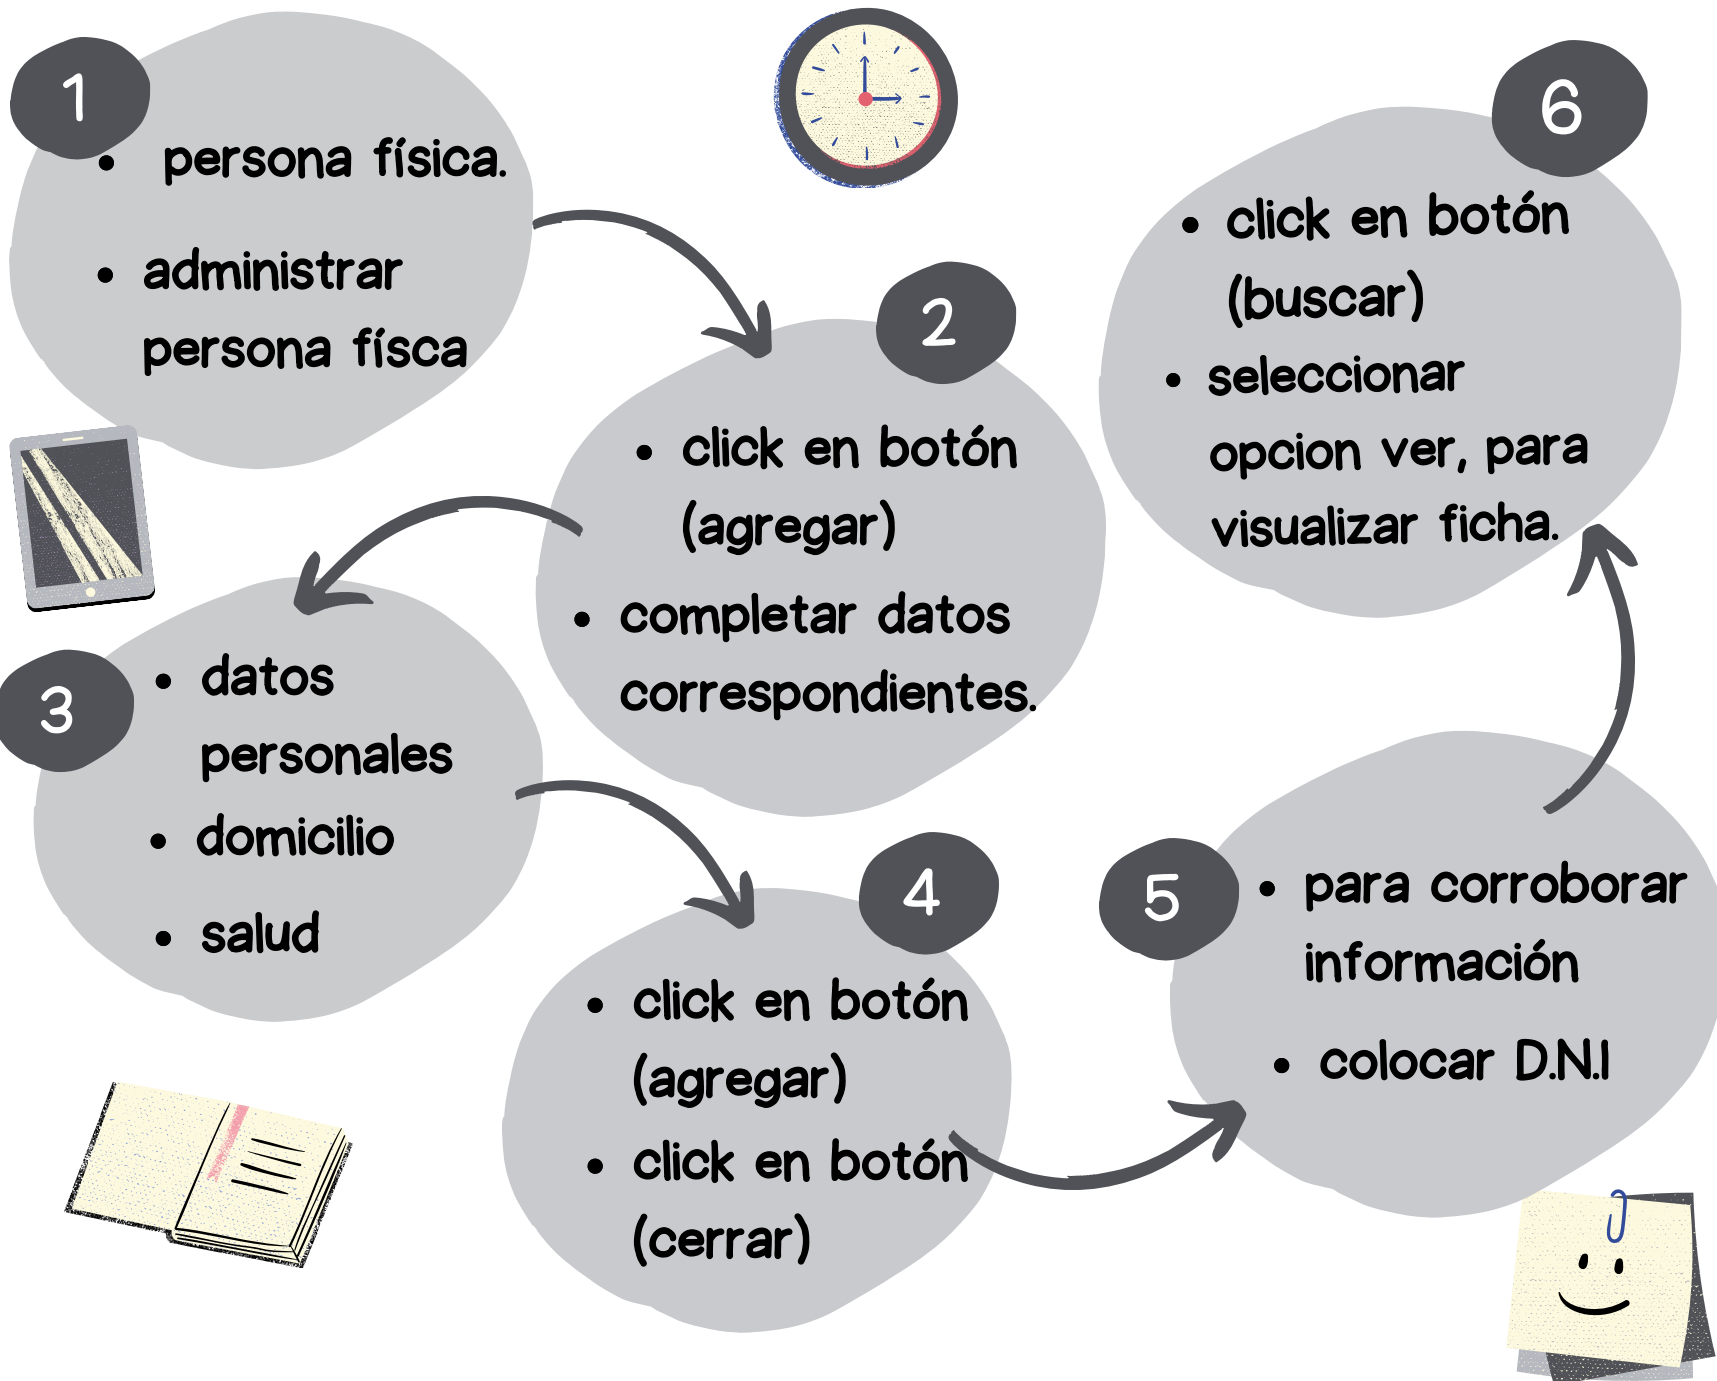 1
• persona física.
• administrar
persona físca
2
• click en botón
(agregar)
• completar datos
correspondientes.
3
• datos
personales
• domicilio
• salud
4
• click en botón
(agregar)
• click en botón
(cerrar)
5
• para corroborar
información
• colocar D.N.I
6
• click en botón
(buscar)
• seleccionar
opcion ver, para
visualizar ficha.